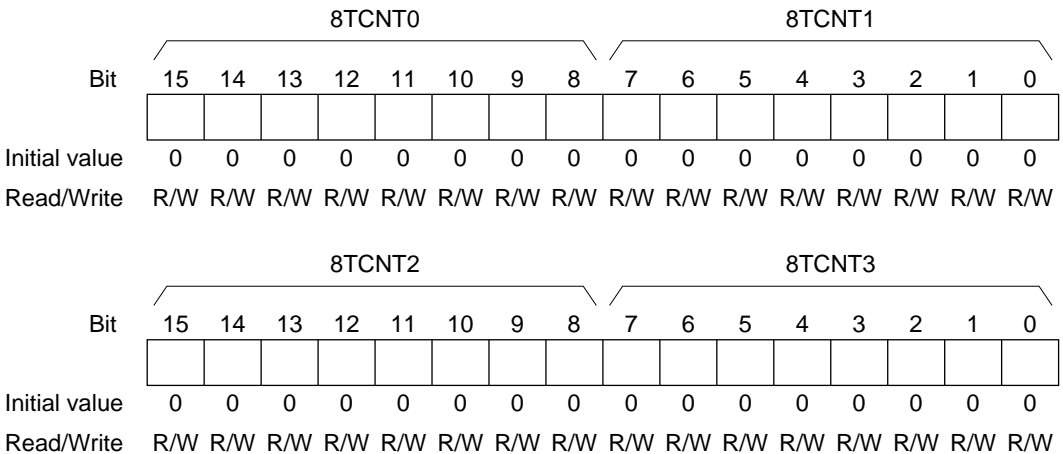 8TCNT0 8TCNT1
Bit 15 14 13 12 11 10 9 8 7 6 5 4 3 2 1 0
Initial value 0 0 0 0 0 0 0 0 0 0 0 0 0 0 0 0
Read/Write R/W R/W R/W R/W R/W R/W R/W R/W R/W R/W R/W R/W R/W R/W R/W R/W
8TCNT2 8TCNT3
Bit 15 14 13 12 11 10 9 8 7 6 5 4 3 2 1 0
Initial value 0 0 0 0 0 0 0 0 0 0 0 0 0 0 0 0
Read/Write R/W R/W R/W R/W R/W R/W R/W R/W R/W R/W R/W R/W R/W R/W R/W R/W